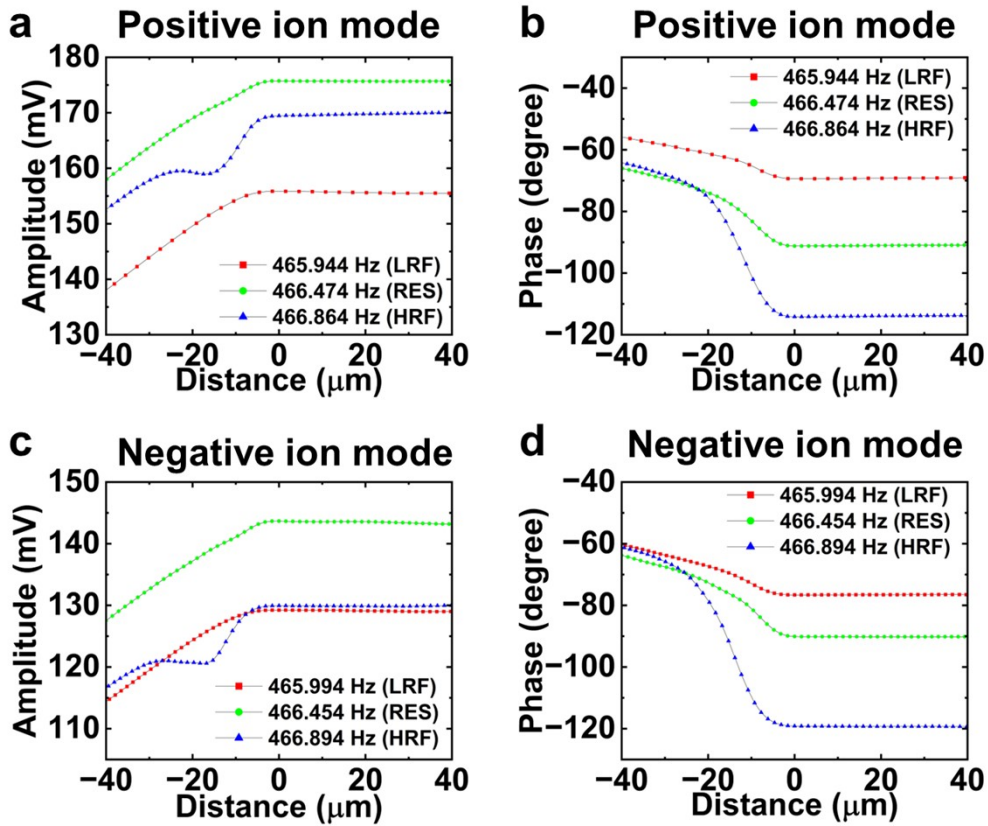 a Positive ion mode
180
170
160
150
140
130
Amplitude (mV)
465.944 Hz (LRF)
466.474 Hz (RES)
466.864 Hz (HRF)
−40 −20 0 20 40
Distance (μm)
b Positive ion mode
−40
−60
−80
−100
−120
Phase (degree)
465.944 Hz (LRF)
466.474 Hz (RES)
466.864 Hz (HRF)
−40 −20 0 20 40
Distance (μm)
c Negative ion mode
150
140
130
120
110
Amplitude (mV)
465.994 Hz (LRF)
466.454 Hz (RES)
466.894 Hz (HRF)
−40 −20 0 20 40
Distance (μm)
d Negative ion mode
−40
−60
−80
−100
−120
Phase (degree)
465.994 Hz (LRF)
466.454 Hz (RES)
466.894 Hz (HRF)
−40 −20 0 20 40
Distance (μm)